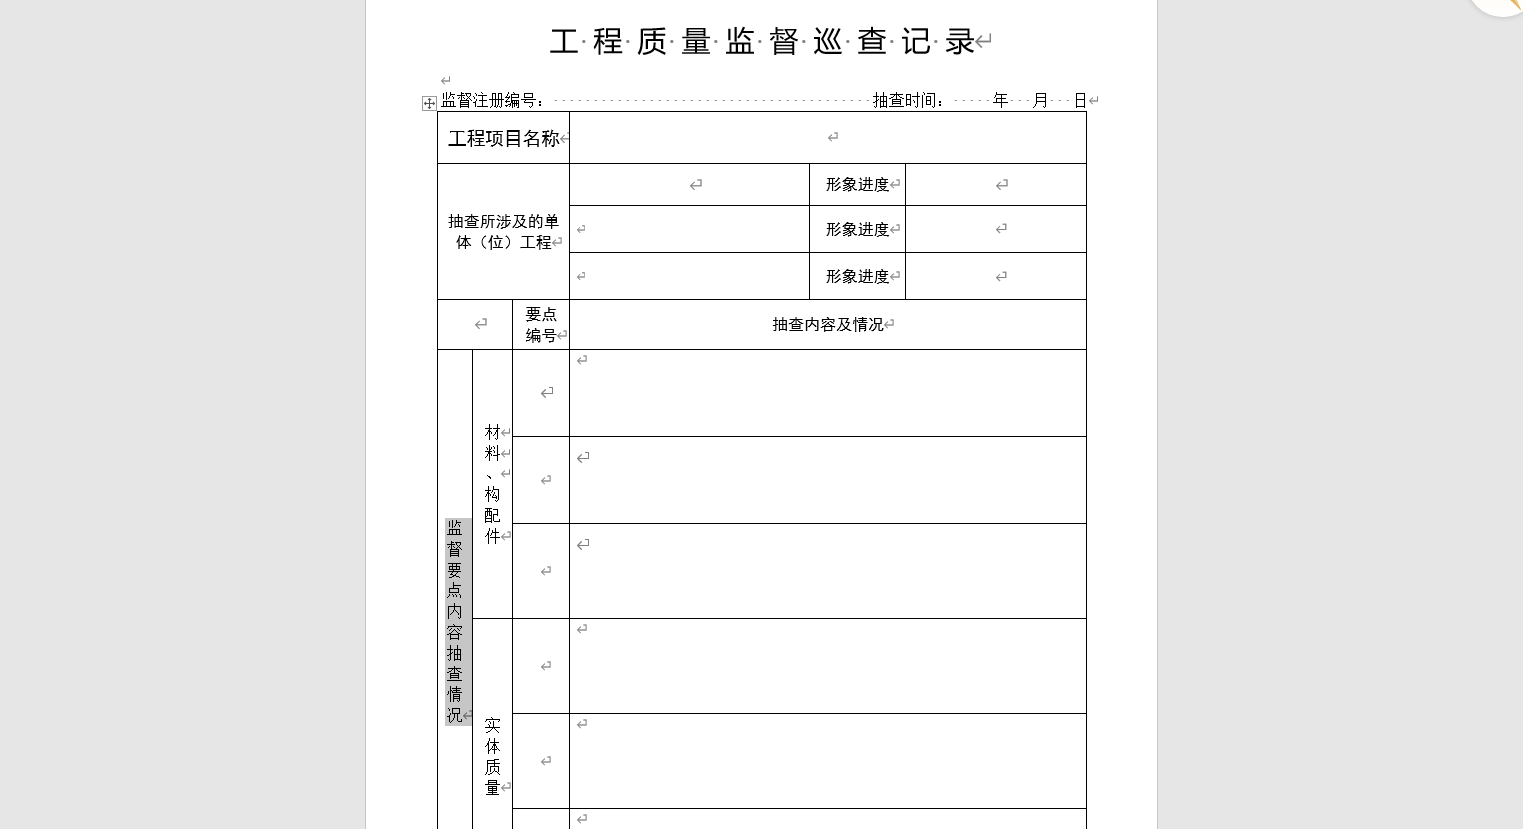 工 程 质 量 监 督 巡 查 记 录
监督注册编号： 抽查时间： 年 月 日
工程项目名称
抽查所涉及的单
体（位）工程
形象进度
形象进度
形象进度
要点
编号
抽查内容及情况
监
督
要
点
内
容
抽
查
情
况
材
料
、
构
配
件
实
体
质
量